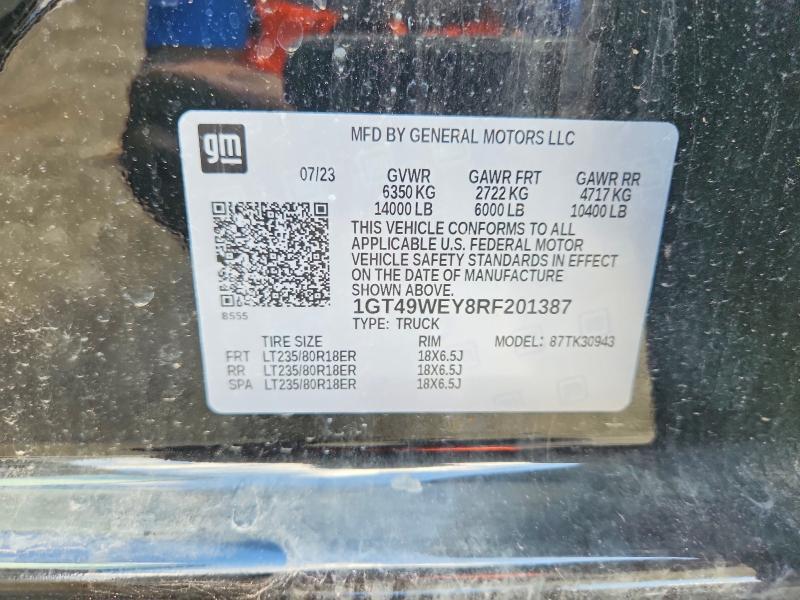 gm
MFD BY GENERAL MOTORS LLC
07/23 GVWR GAWR FRT GAWR RR
6350 KG 2722 KG 4717 KG
14000 LB 6000 LB 10400 LB
THIS VEHICLE CONFORMS TO ALL
APPLICABLE U.S. FEDERAL MOTOR
VEHICLE SAFETY STANDARDS IN EFFECT
ON THE DATE OF MANUFACTURE
SHOWN ABOVE.
B555
1GT49WEY8RF201387
TYPE: TRUCK
TIRE SIZE RIM MODEL: 87TK30943
FRT LT235/80R18ER 18X6.5J
RR LT235/80R18ER 18X6.5J
SPA LT235/80R18ER 18X6.5J